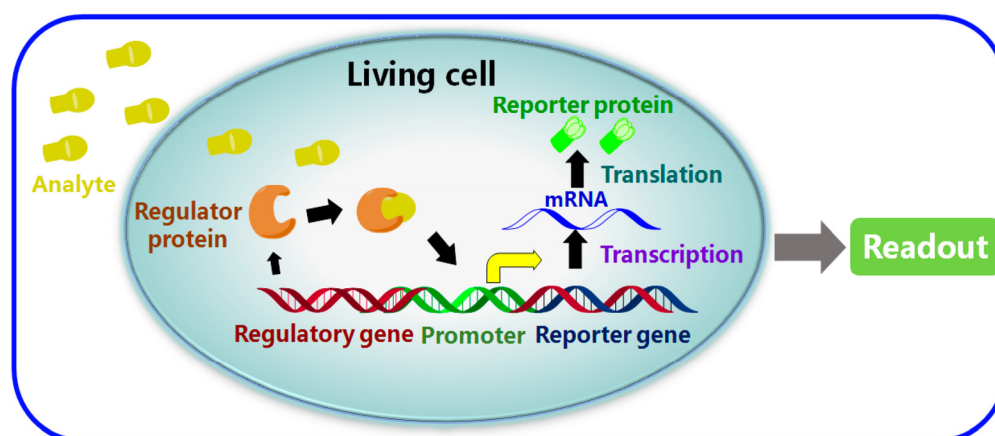 Living cell
Reporter protein
Analyte
Translation
Regulator
protein
mRNA
Transcription
Readout
Regulatory gene
Promoter
Reporter gene